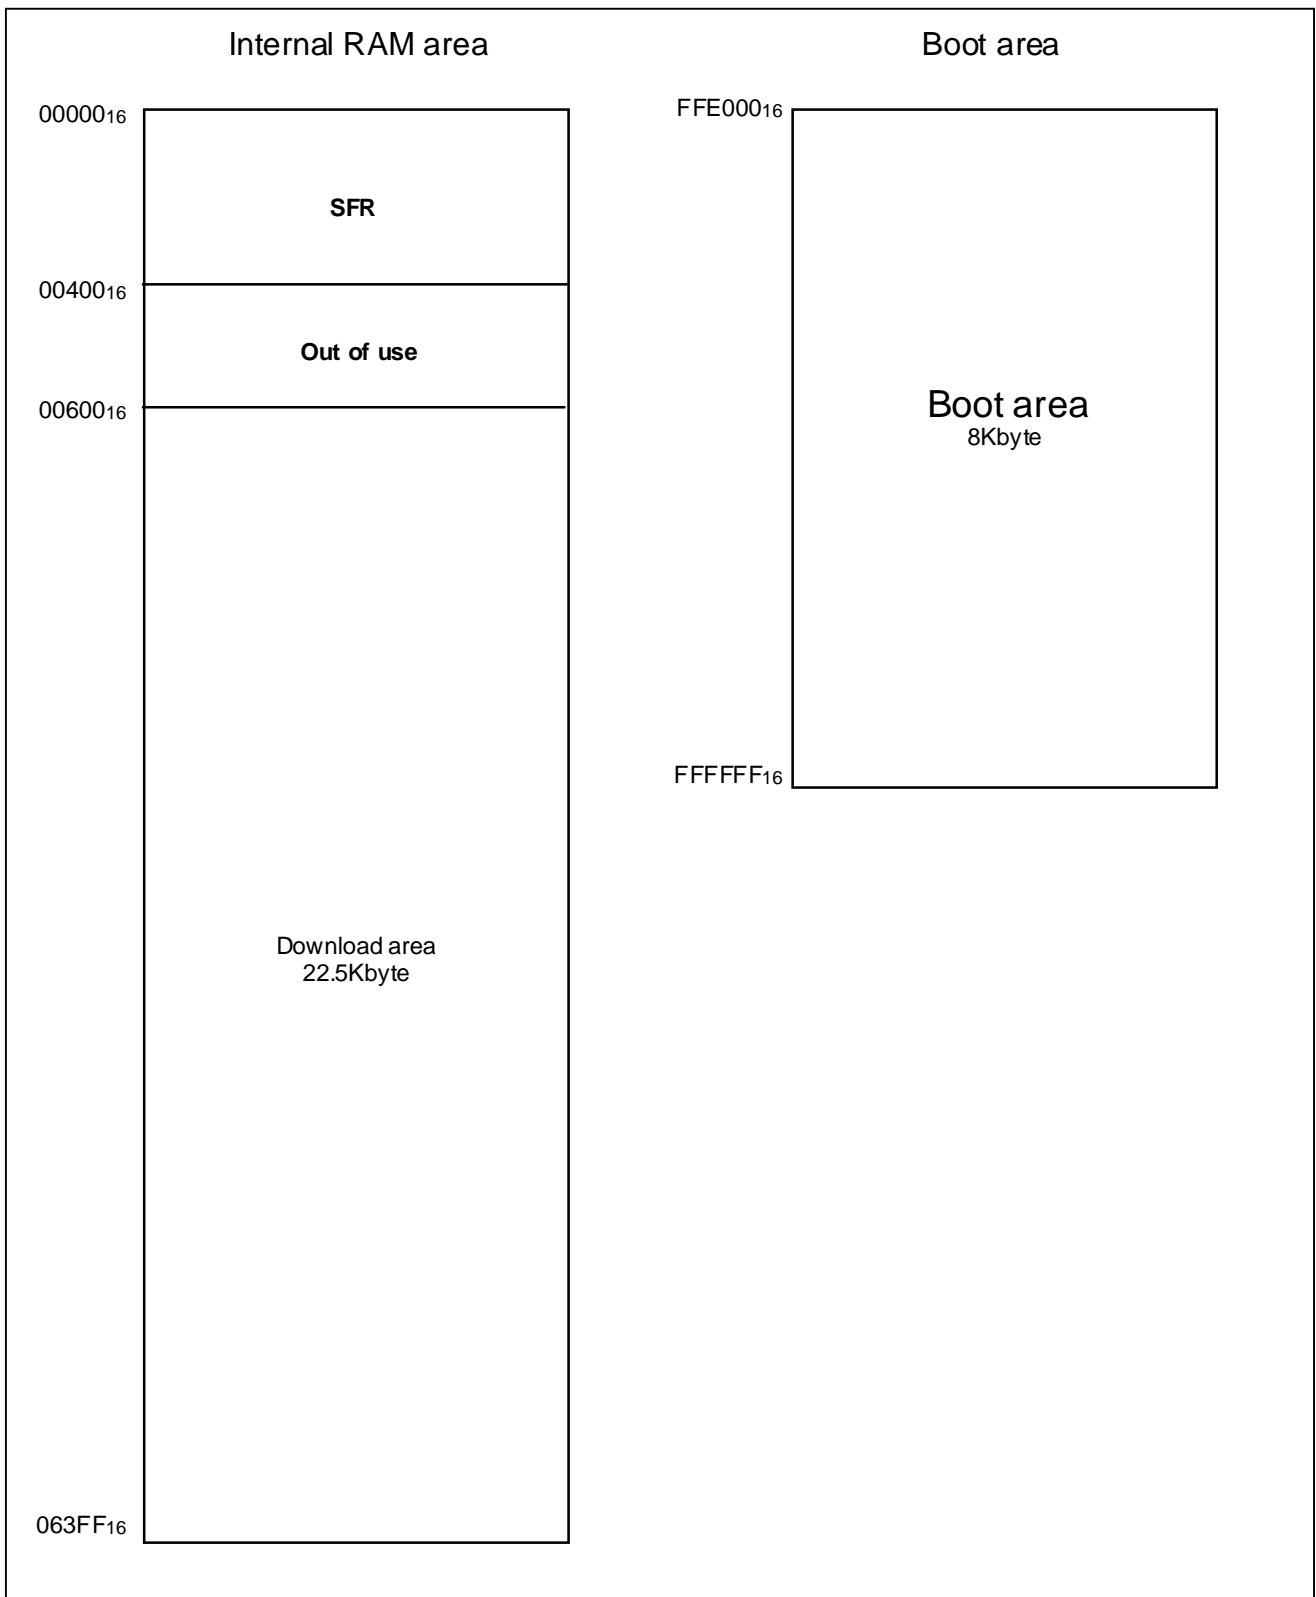 Internal RAM area
00000₁₆
SFR
00400₁₆
Out of use
00600₁₆
Download area
22.5Kbyte
063FF₁₆
Boot area
FFE000₁₆
Boot area
8Kbyte
FFFFFF₁₆